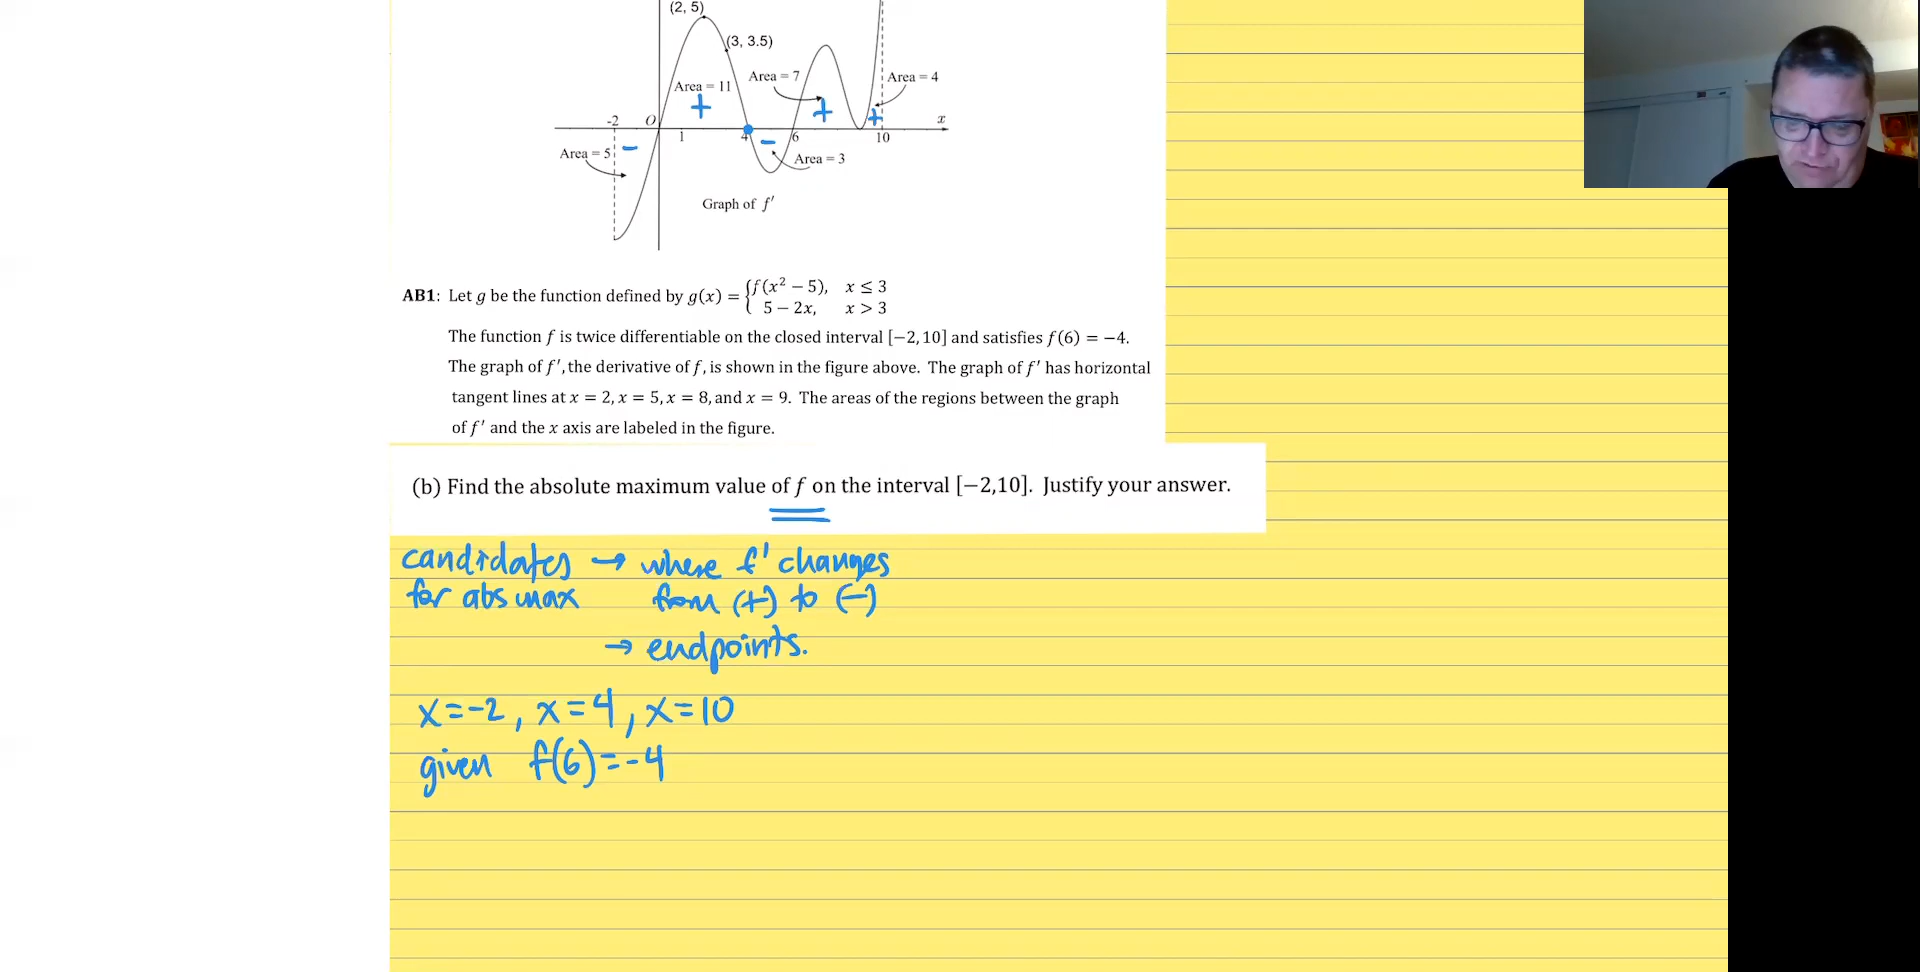 (2, 5)
(3, 3.5)
Area = 7
Area = 4
Area = 11
+
+
+
-2
O
1
4
6
10
x
-
-
Area = 5
Area = 3
Graph of f′
AB1: Let g be the function defined by g(x) = { f(x² − 5), x ≤ 3
5 − 2x, x > 3
The function f is twice differentiable on the closed interval [−2, 10] and satisfies f(6) = −4.
The graph of f′, the derivative of f, is shown in the figure above. The graph of f′ has horizontal
tangent lines at x = 2, x = 5, x = 8, and x = 9. The areas of the regions between the graph
of f′ and the x axis are labeled in the figure.
(b) Find the absolute maximum value of f on the interval [−2,10]. Justify your answer.
candidates → where f' changes
for abs max from (+) to (−)
→ endpoints.
x=-2, x=4, x=10
given f(6)=-4